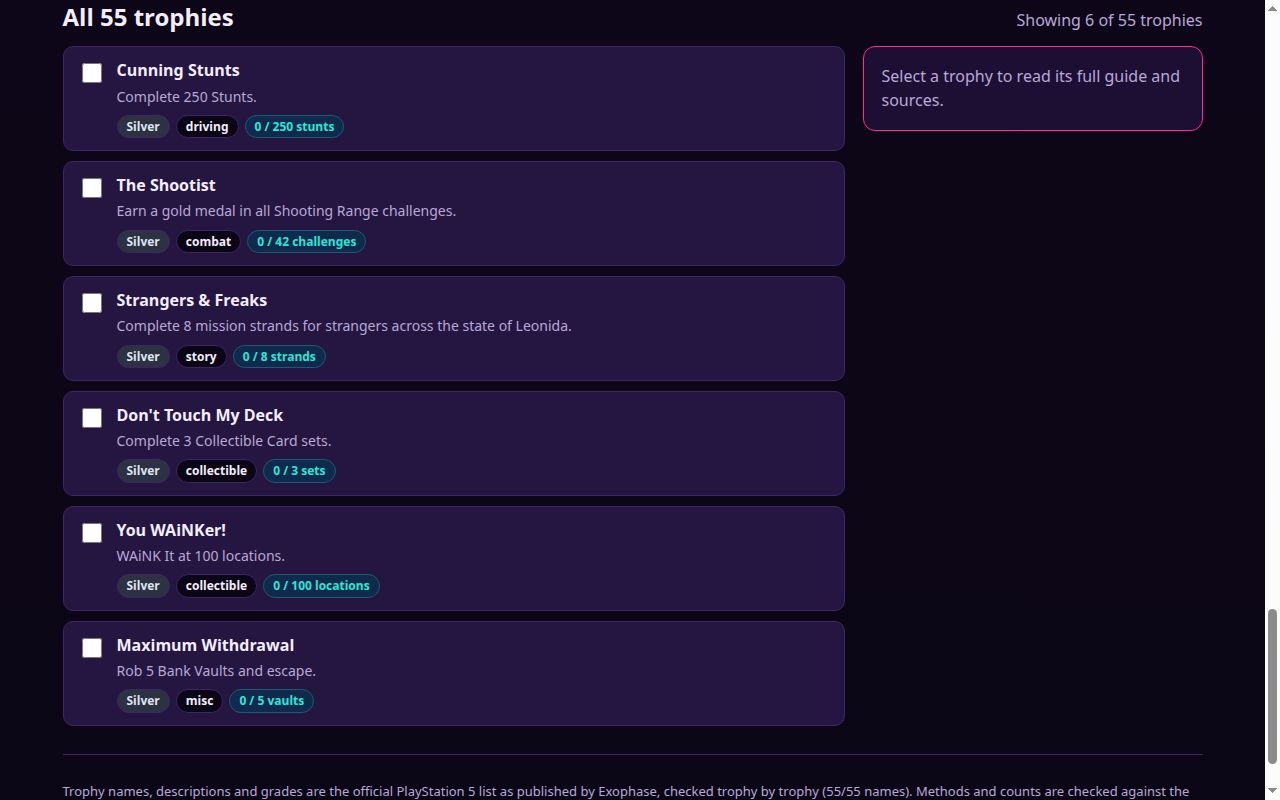 All 55 trophies
Showing 6 of 55 trophies
Cunning Stunts
Complete 250 Stunts.
Silver driving 0 / 250 stunts
Select a trophy to read its full guide and
sources.
The Shootist
Earn a gold medal in all Shooting Range challenges.
Silver combat 0 / 42 challenges
Strangers & Freaks
Complete 8 mission strands for strangers across the state of Leonida.
Silver story 0 / 8 strands
Don't Touch My Deck
Complete 3 Collectible Card sets.
Silver collectible 0 / 3 sets
You WAiNKer!
WAiNK It at 100 locations.
Silver collectible 0 / 100 locations
Maximum Withdrawal
Rob 5 Bank Vaults and escape.
Silver misc 0 / 5 vaults
Trophy names, descriptions and grades are the official PlayStation 5 list as published by Exophase, checked trophy by trophy (55/55 names). Methods and counts are checked against the